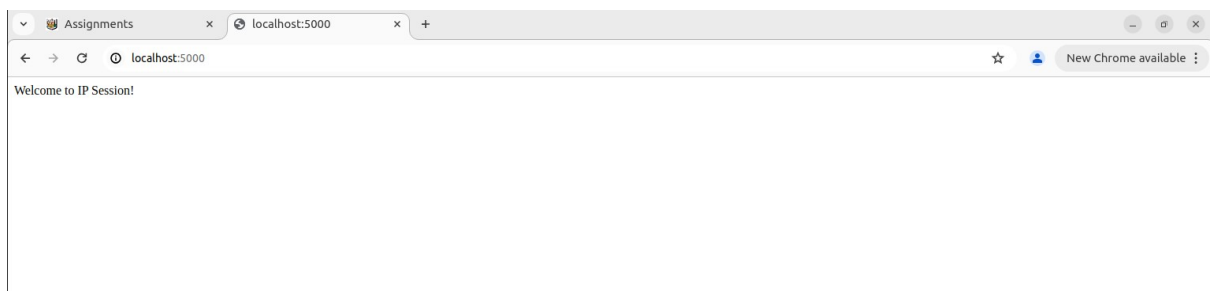 Assignments
localhost:5000
localhost:5000
New Chrome available
Welcome to IP Session!